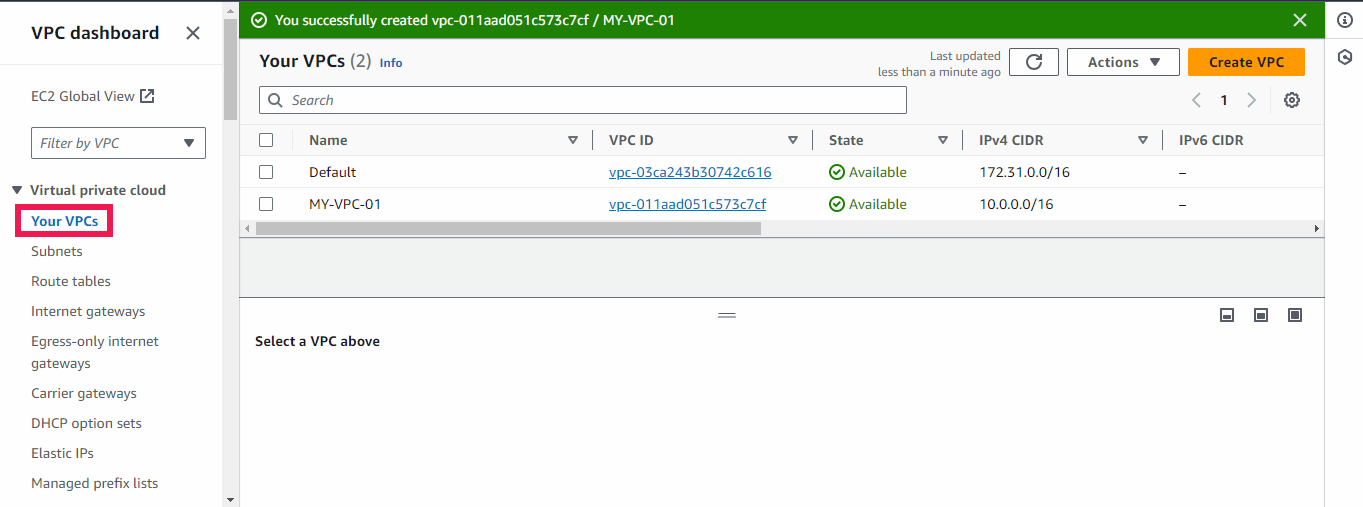 VPC dashboard
EC2 Global View
Filter by VPC
Virtual private cloud
Your VPCs
Subnets
Route tables
Internet gateways
Egress-only internet
gateways
Carrier gateways
DHCP option sets
Elastic IPs
Managed prefix lists
You successfully created vpc-011aad051c573c7cf / MY-VPC-01
Your VPCs (2) Info
Last updated
less than a minute ago
Actions
Create VPC
Search
1
Name VPC ID State IPv4 CIDR IPv6 CIDR
Default vpc-03ca243b30742c616 Available 172.31.0.0/16 –
MY-VPC-01 vpc-011aad051c573c7cf Available 10.0.0.0/16 –
Select a VPC above